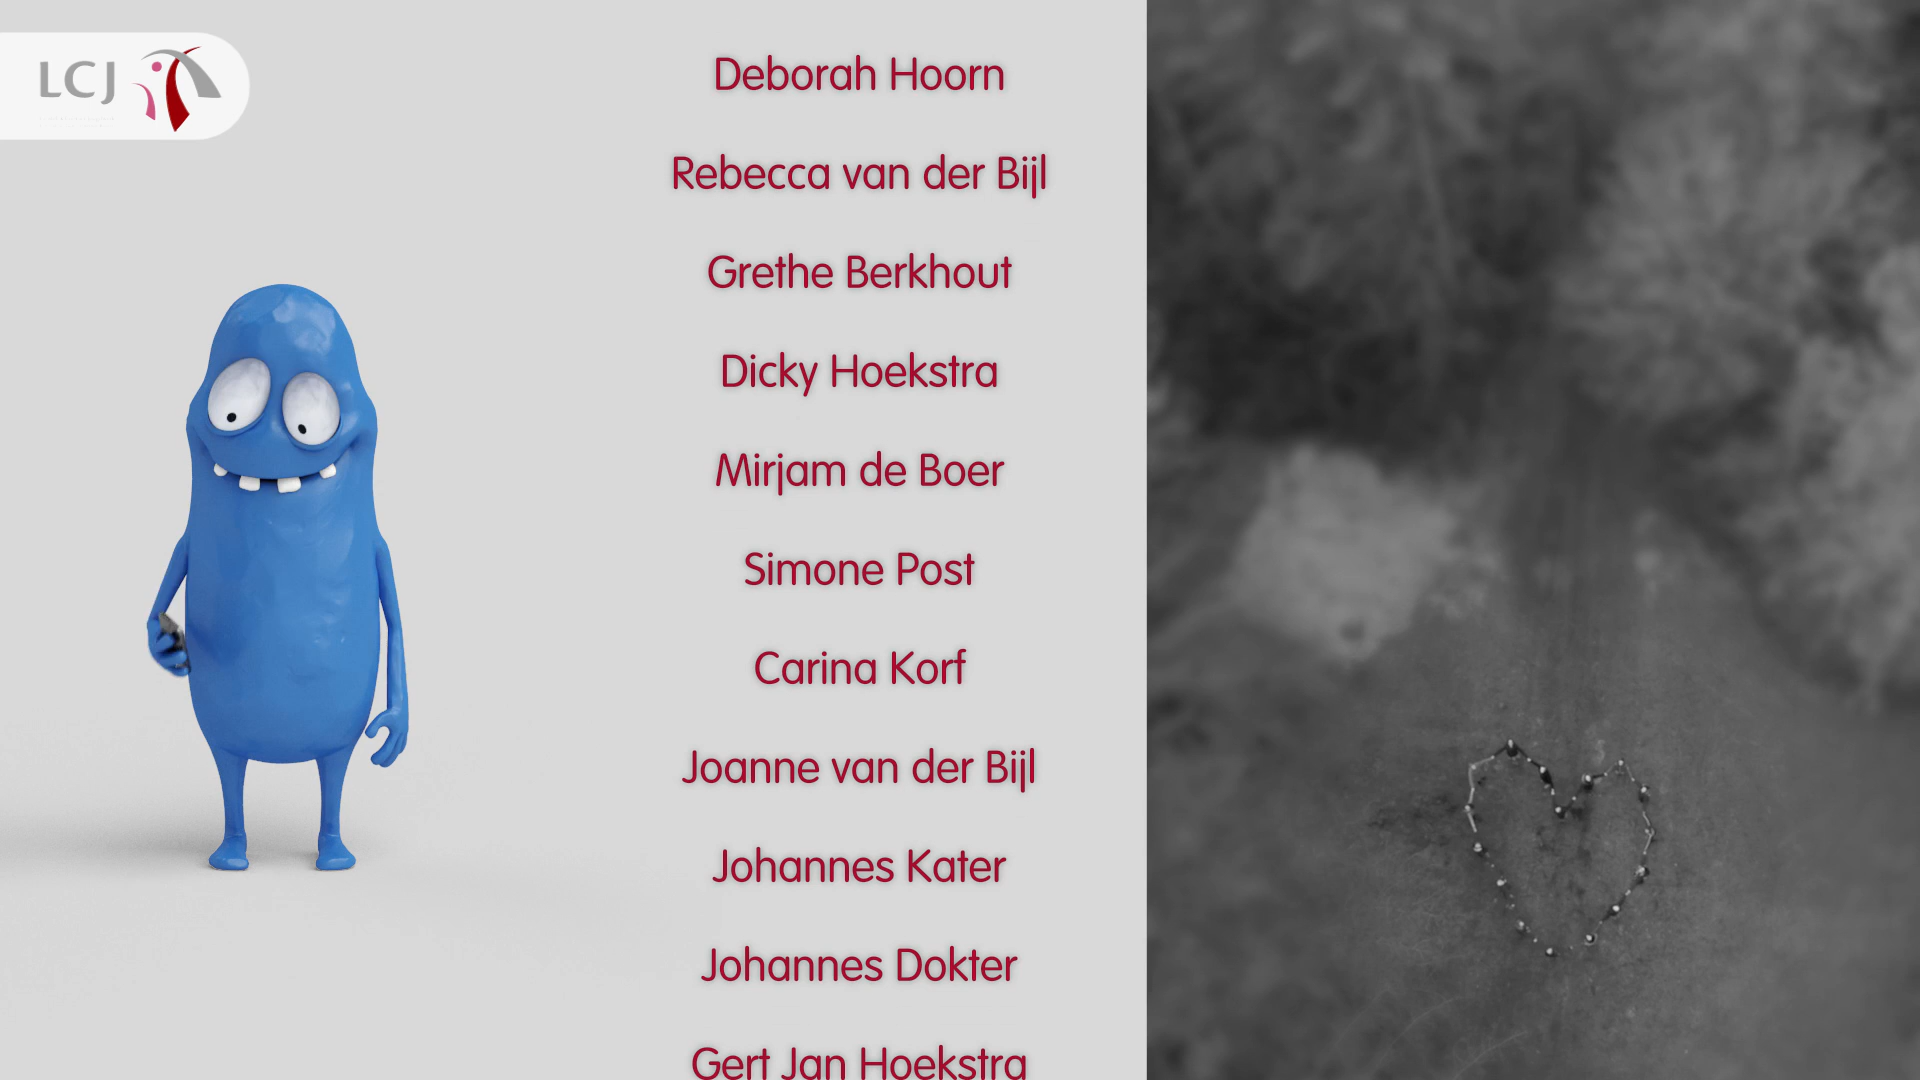 LCJ
Deborah Hoorn
Rebecca van der Bijl
Grethe Berkhout
Dicky Hoekstra
Mirjam de Boer
Simone Post
Carina Korf
Joanne van der Bijl
Johannes Kater
Johannes Dokter
Gert Jan Hoekstra